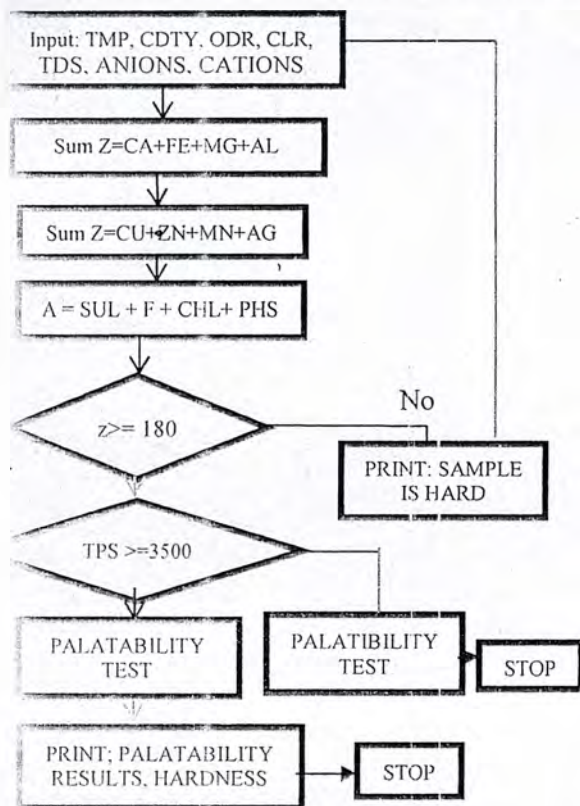 Input: TMP, CDTY, ODR, CLR,
TDS, ANIONS, CATIONS
Sum Z=CA+FE+MG+AL
Sum Z=CU+ZN+MN+AG
A = SUL + F + CHL+ PHS
z>= 180
No
PRINT: SAMPLE
IS HARD
TPS >=3500
PALATABILITY
TEST
PALATIBILITY
TEST
STOP
PRINT; PALATABILITY
RESULTS, HARDNESS
STOP